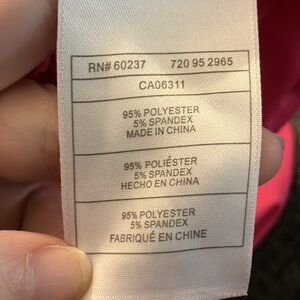 RN# 60237 720 95 2965
CA06311
95% POLYESTER
5% SPANDEX
MADE IN CHINA
95% POLIÉSTER
5% SPANDEX
HECHO EN CHINA
95% POLYESTER
5% SPANDEX
FABRIQUÉ EN CHINE